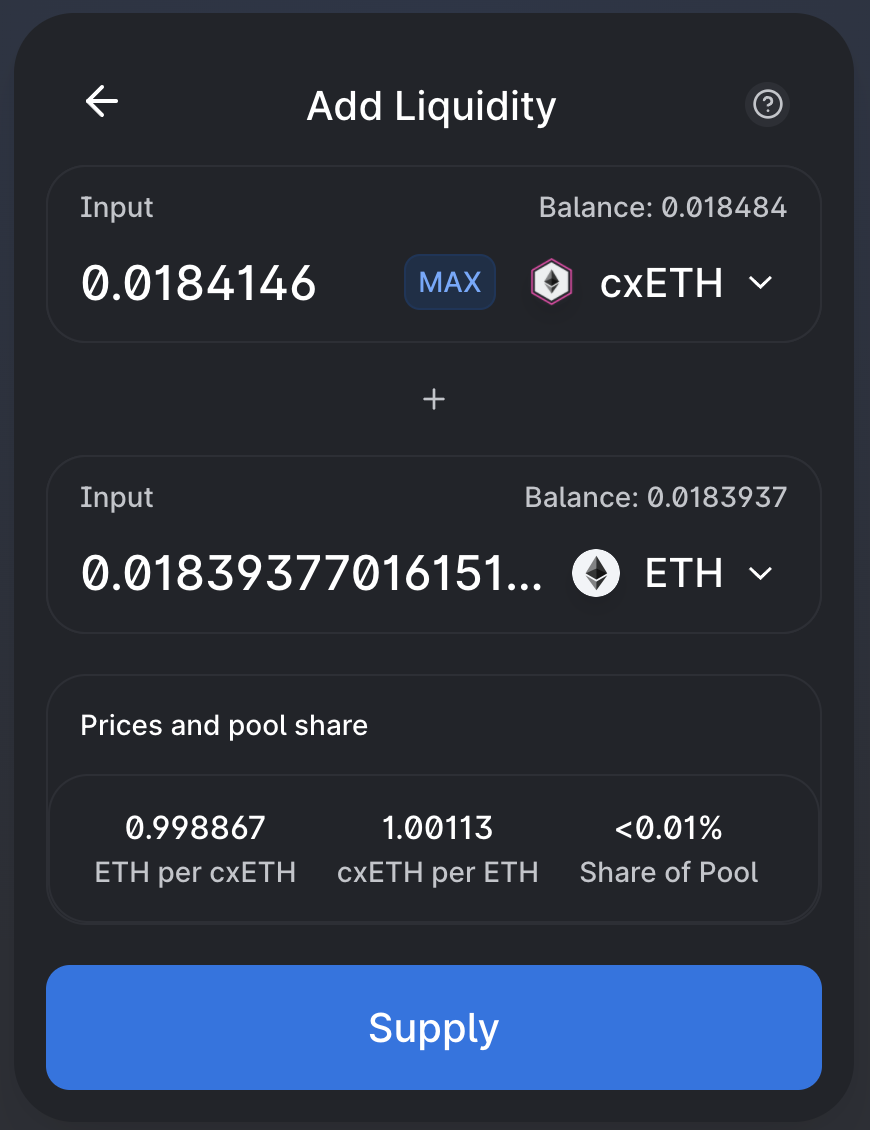 Add Liquidity
Input Balance: 0.018484
0.0184146 MAX cxETH
+
Input Balance: 0.0183937
0.01839377016151... ETH
Prices and pool share
0.998867 1.00113 <0.01%
ETH per cxETH cxETH per ETH Share of Pool
Supply